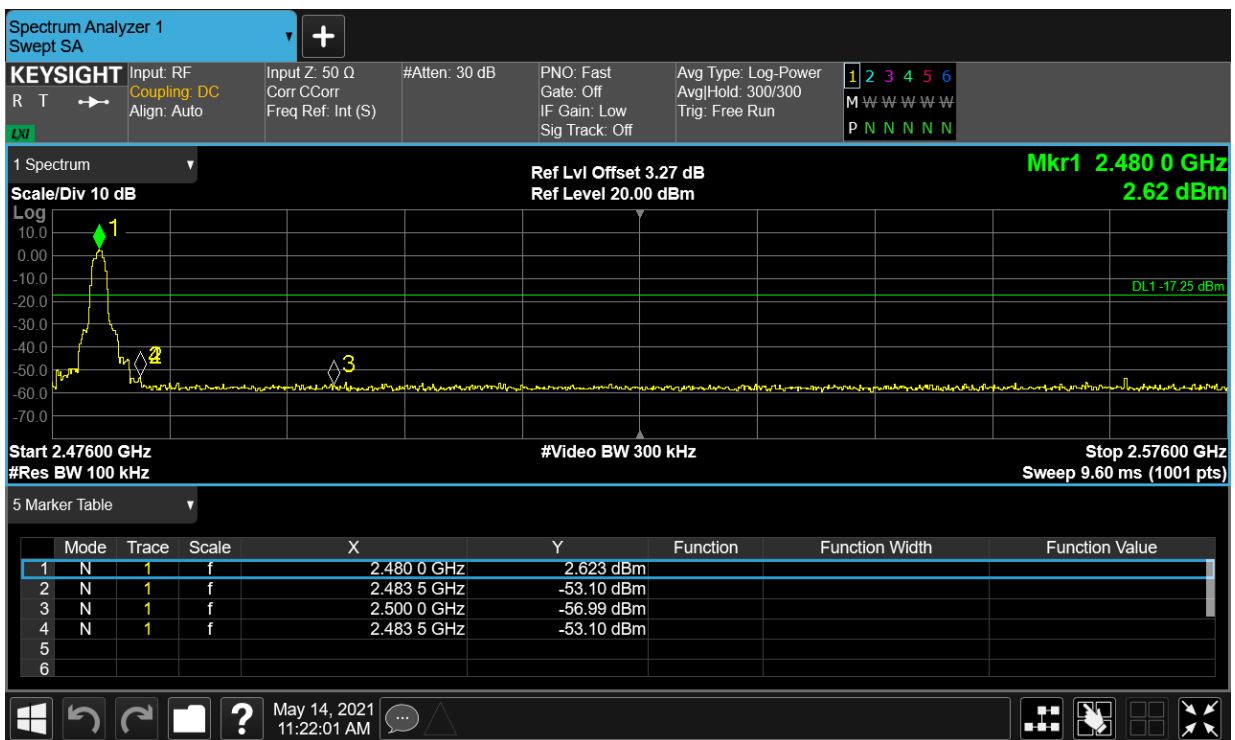 Spectrum Analyzer 1
Swept SA
+
KEYSIGHT Input: RF Input Z: 50 Ω #Atten: 30 dB PNO: Fast Avg Type: Log-Power 1 2 3 4 5 6
R T Coupling: DC Corr CCorr Gate: Off Avg|Hold: 300/300 M W W W W W
Align: Auto Freq Ref: Int (S) IF Gain: Low Trig: Free Run P N N N N N
LXI Sig Track: Off
1 Spectrum Ref Lvl Offset 3.27 dB Mkr1 2.480 0 GHz
Scale/Div 10 dB Ref Level 20.00 dBm 2.62 dBm
Log
1
10.0
0.00
-10.0
DL1 -17.25 dBm
-20.0
-30.0
-40.0
3
-50.0
-60.0
-70.0
Start 2.47600 GHz #Video BW 300 kHz Stop 2.57600 GHz
#Res BW 100 kHz Sweep 9.60 ms (1001 pts)
5 Marker Table
Mode Trace Scale X Y Function Function Width Function Value
1 N 1 f 2.480 0 GHz 2.623 dBm
2 N 1 f 2.483 5 GHz -53.10 dBm
3 N 1 f 2.500 0 GHz -56.99 dBm
4 N 1 f 2.483 5 GHz -53.10 dBm
5
6
? May 14, 2021
11:22:01 AM